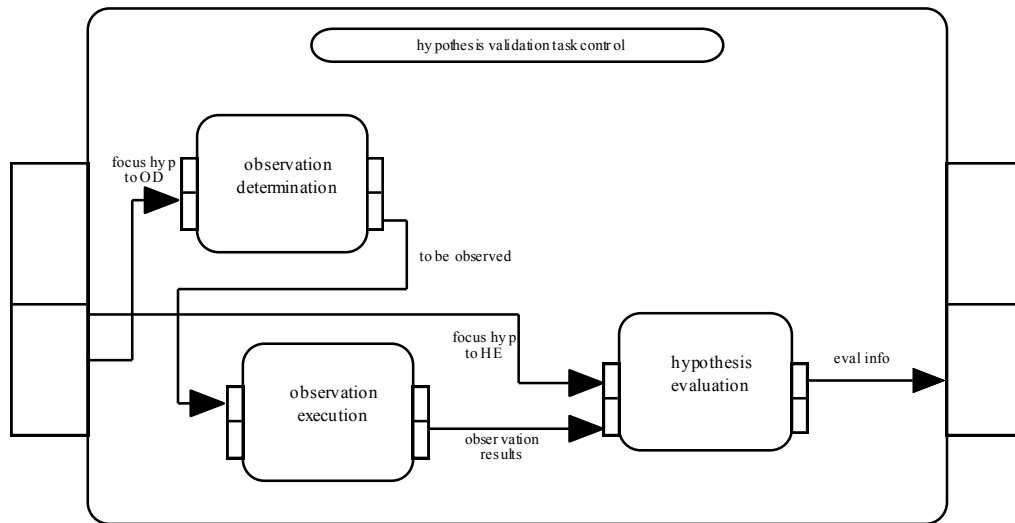 hypothesis validation task control
focus hyp
to OD
observation
determination
to be observed
focus hyp
to HE
hypothesis
evaluation
eval info
observation
execution
observation
results